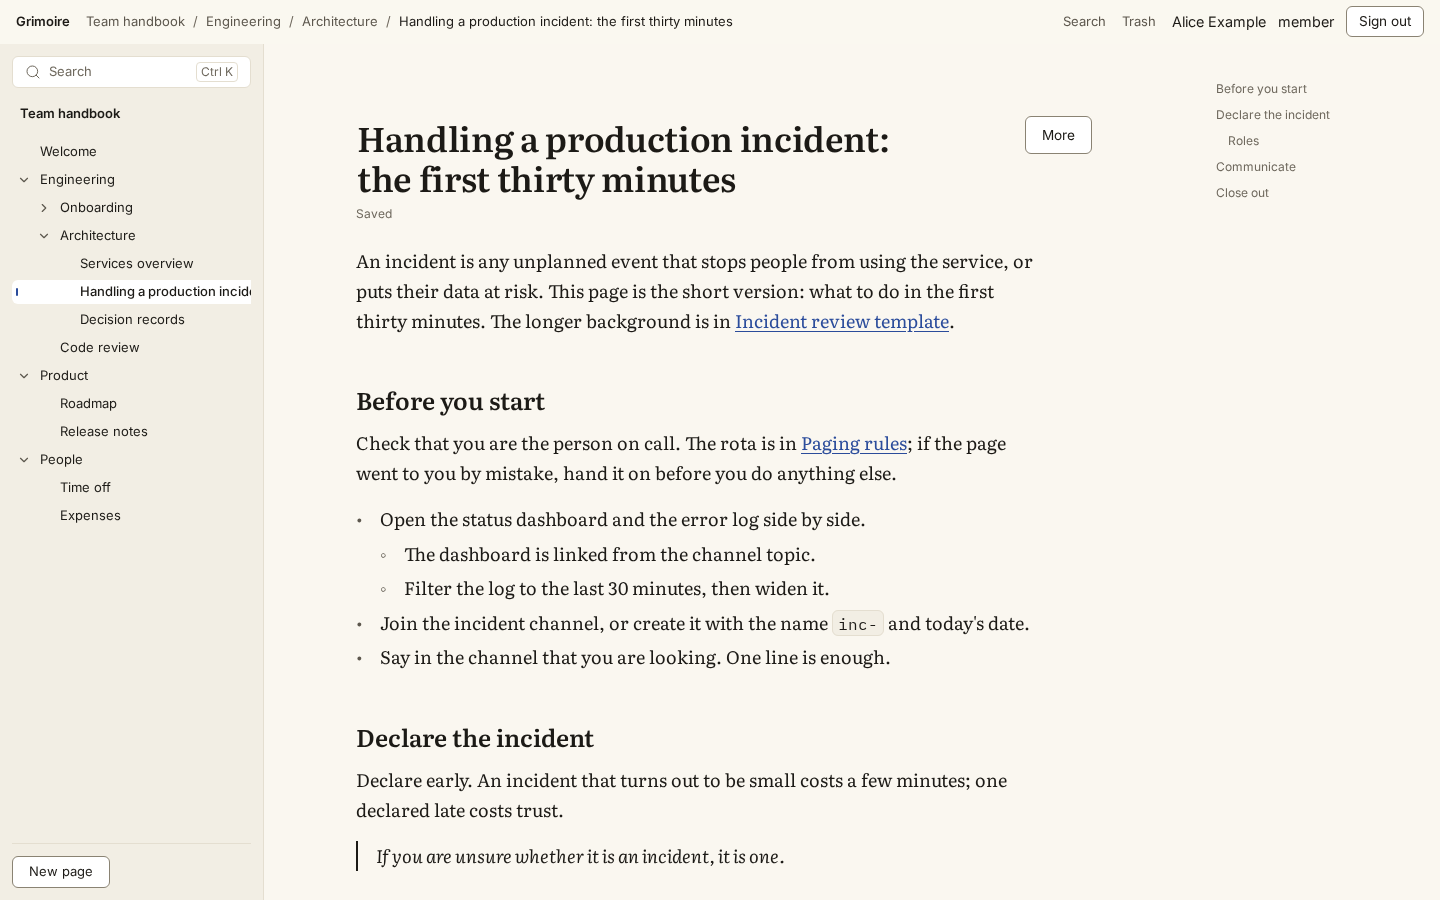 Grimoire Team handbook / Engineering / Architecture / Handling a production incident: the first thirty minutes Search Trash Alice Example member Sign out
Search Ctrl K
Team handbook
Welcome
Engineering
Onboarding
Architecture
Services overview
Handling a production incid
Decision records
Code review
Product
Roadmap
Release notes
People
Time off
Expenses
New page
Handling a production incident:
the first thirty minutes
More
Saved
An incident is any unplanned event that stops people from using the service, or
puts their data at risk. This page is the short version: what to do in the first
thirty minutes. The longer background is in Incident review template.
Before you start
Check that you are the person on call. The rota is in Paging rules; if the page
went to you by mistake, hand it on before you do anything else.
• Open the status dashboard and the error log side by side.
◦ The dashboard is linked from the channel topic.
◦ Filter the log to the last 30 minutes, then widen it.
• Join the incident channel, or create it with the name inc- and today's date.
• Say in the channel that you are looking. One line is enough.
Declare the incident
Declare early. An incident that turns out to be small costs a few minutes; one
declared late costs trust.
If you are unsure whether it is an incident, it is one.
Before you start
Declare the incident
Roles
Communicate
Close out